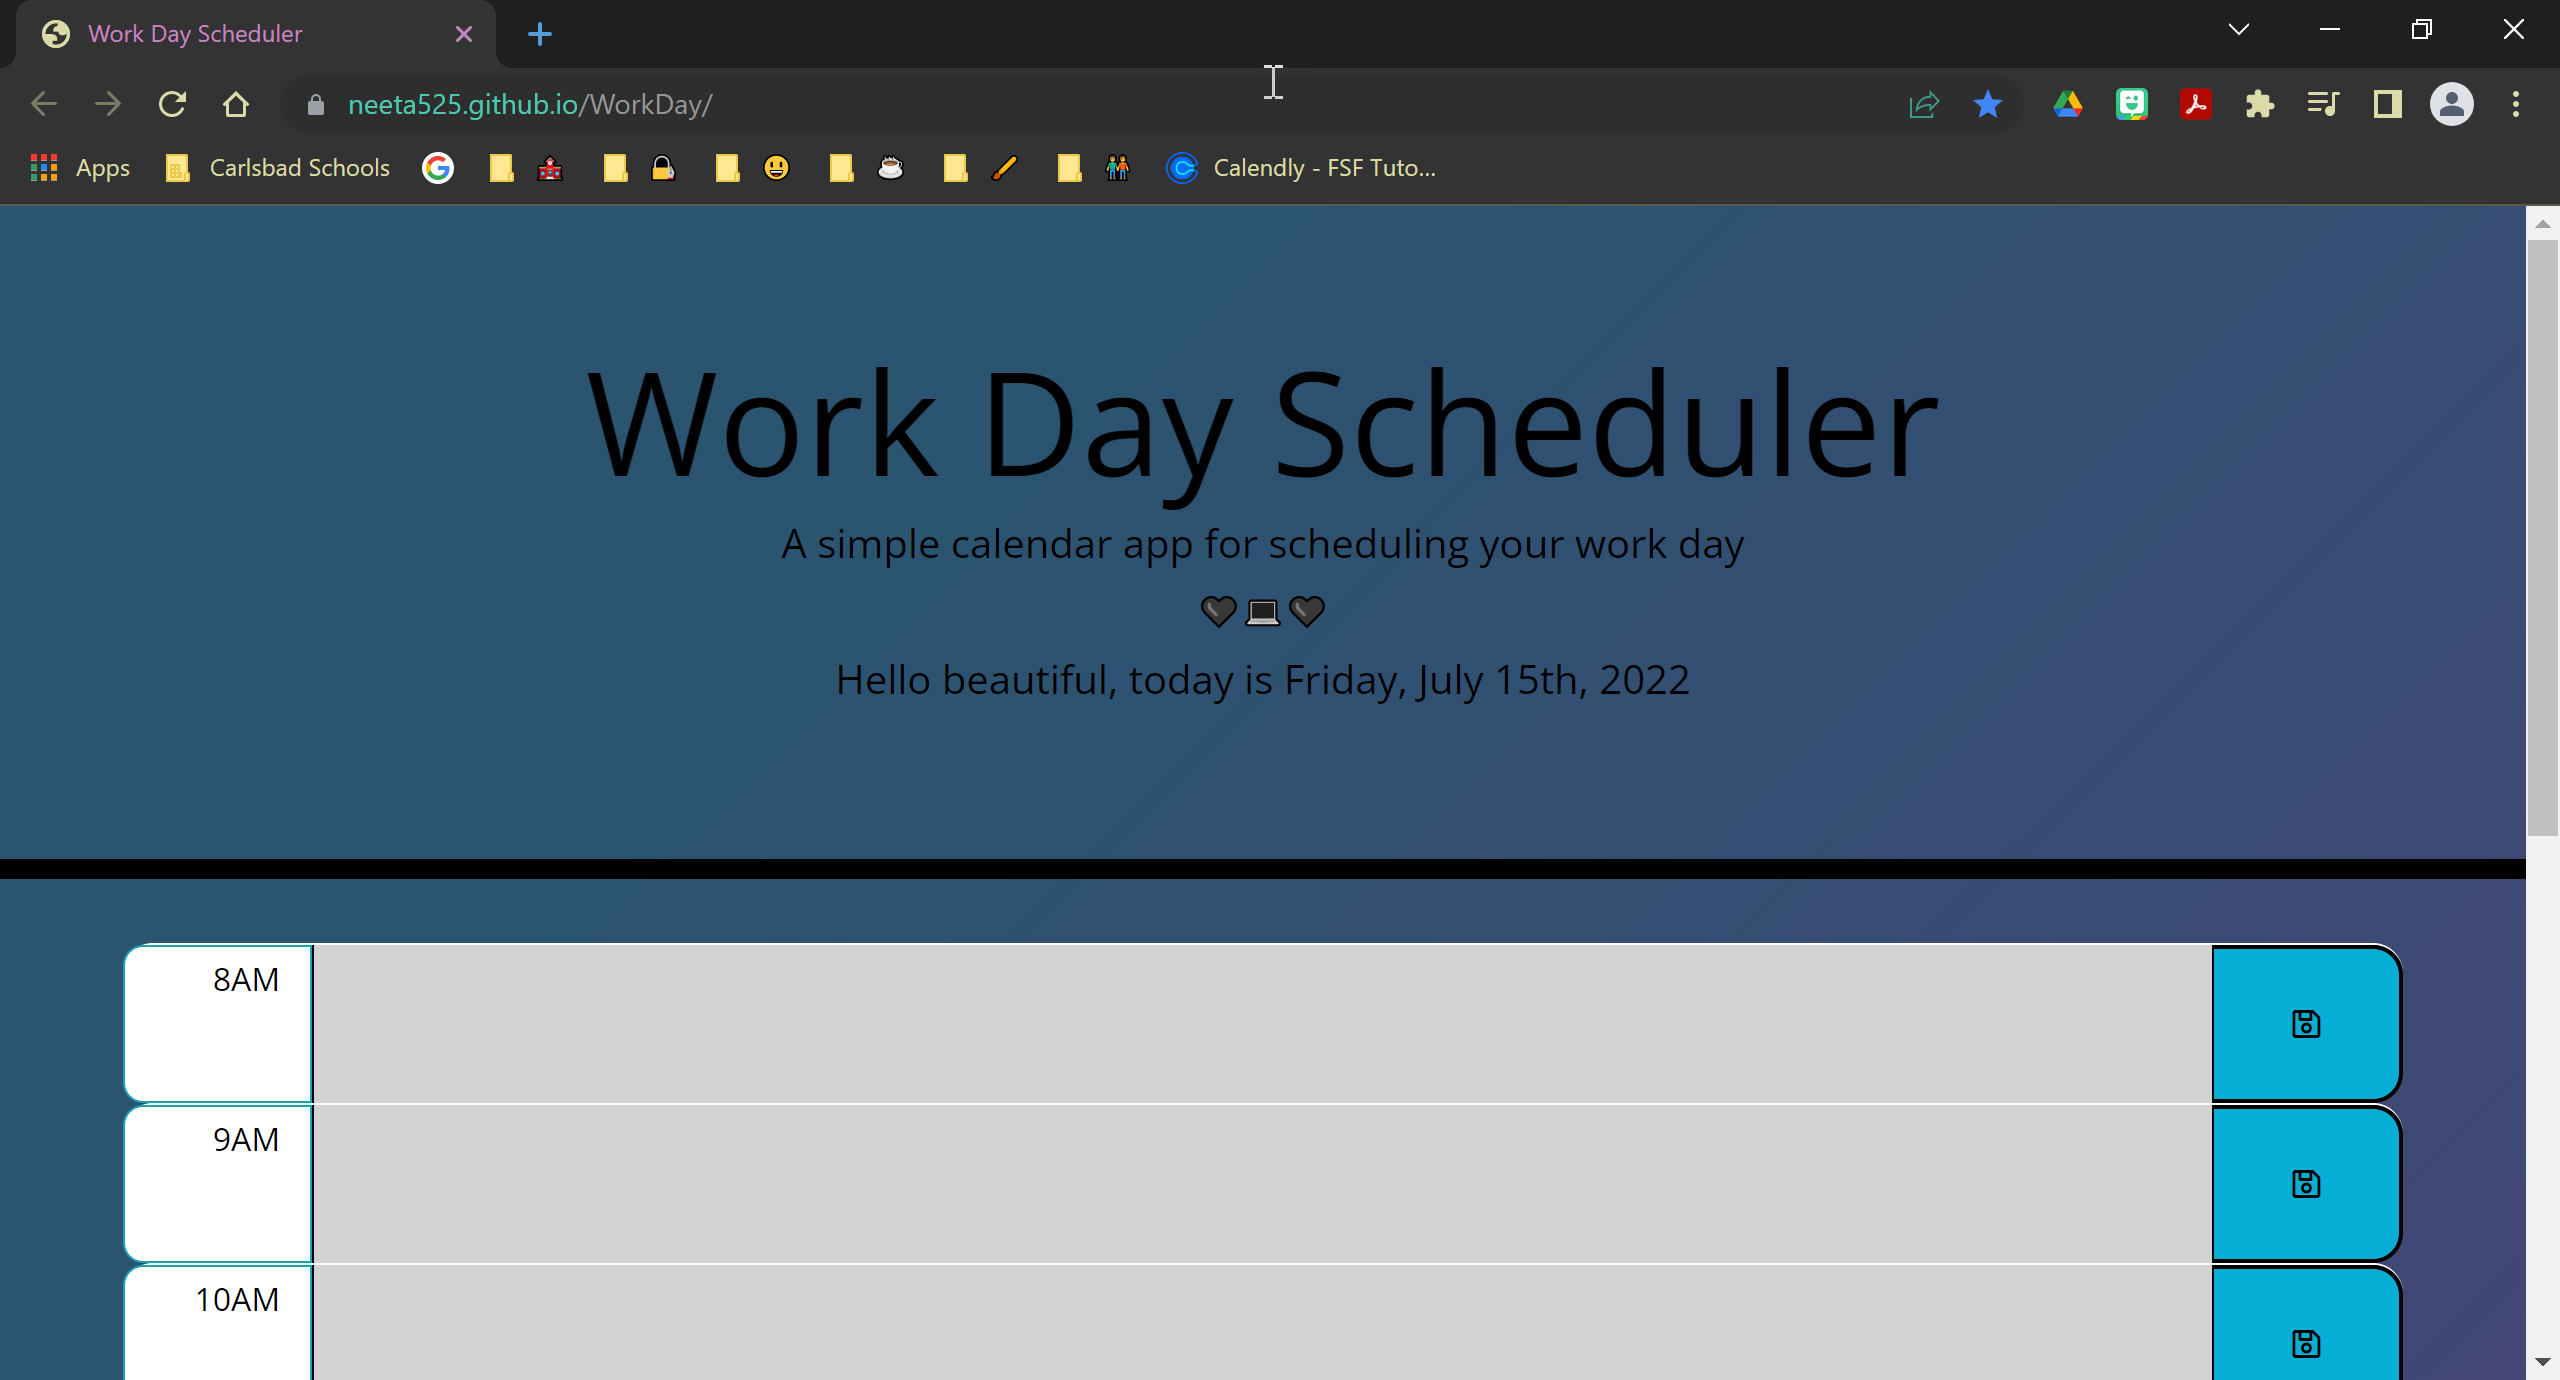 Work Day Scheduler
neeta525.github.io/WorkDay/
Apps Carlsbad Schools Calendly - FSF Tuto...
Work Day Scheduler
A simple calendar app for scheduling your work day
🖤💻🖤
Hello beautiful, today is Friday, July 15th, 2022
8AM
9AM
10AM